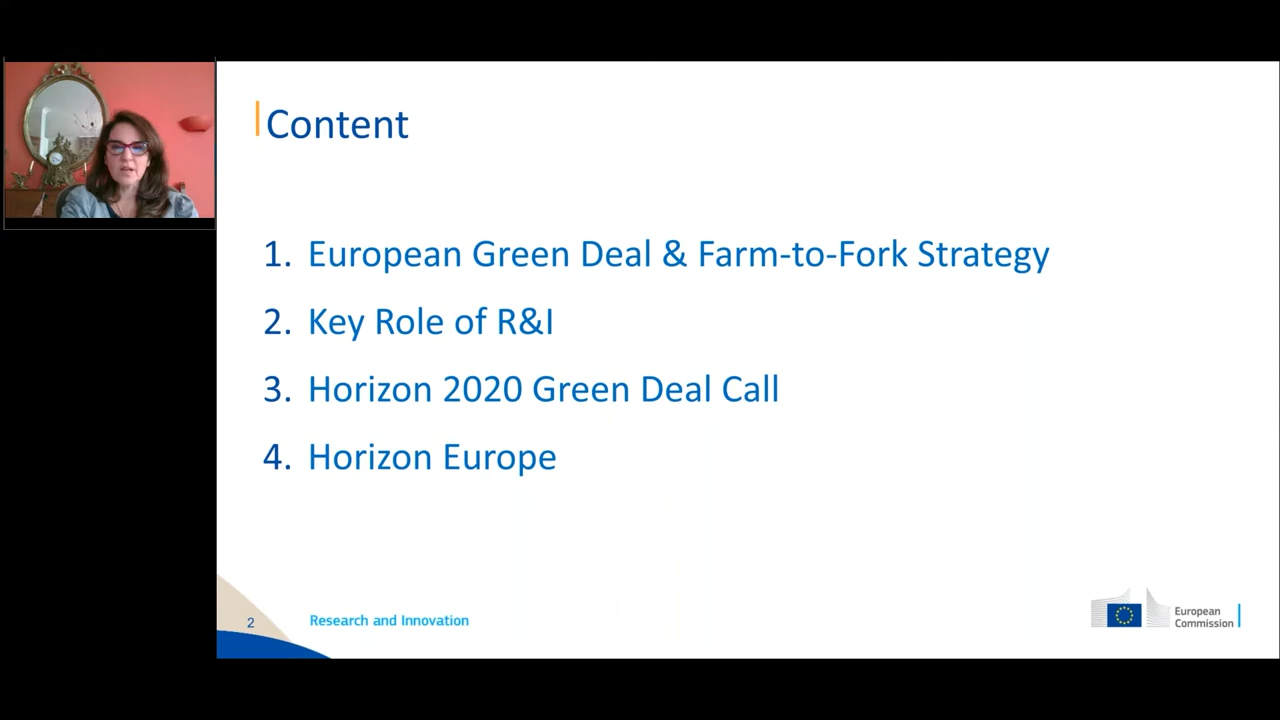 Content
1. European Green Deal & Farm-to-Fork Strategy
2. Key Role of R&I
3. Horizon 2020 Green Deal Call
4. Horizon Europe
2
Research and Innovation
European
Commission